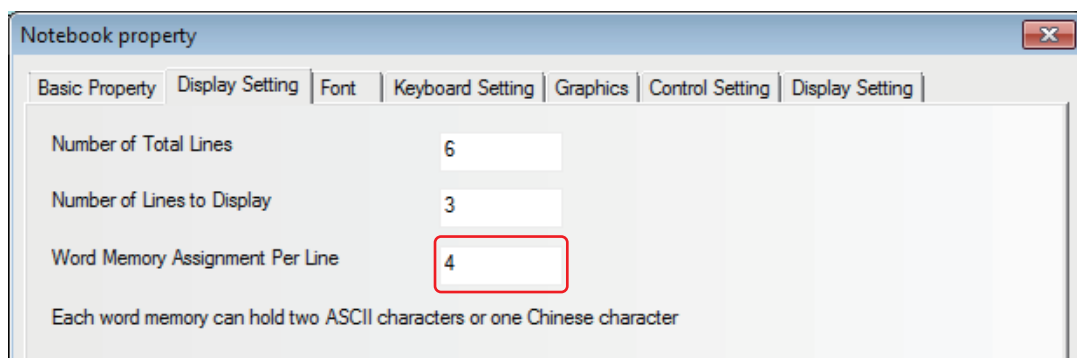 Notebook property
Basic Property Display Setting Font Keyboard Setting Graphics Control Setting Display Setting
Number of Total Lines 6
Number of Lines to Display 3
Word Memory Assignment Per Line 4
Each word memory can hold two ASCII characters or one Chinese character